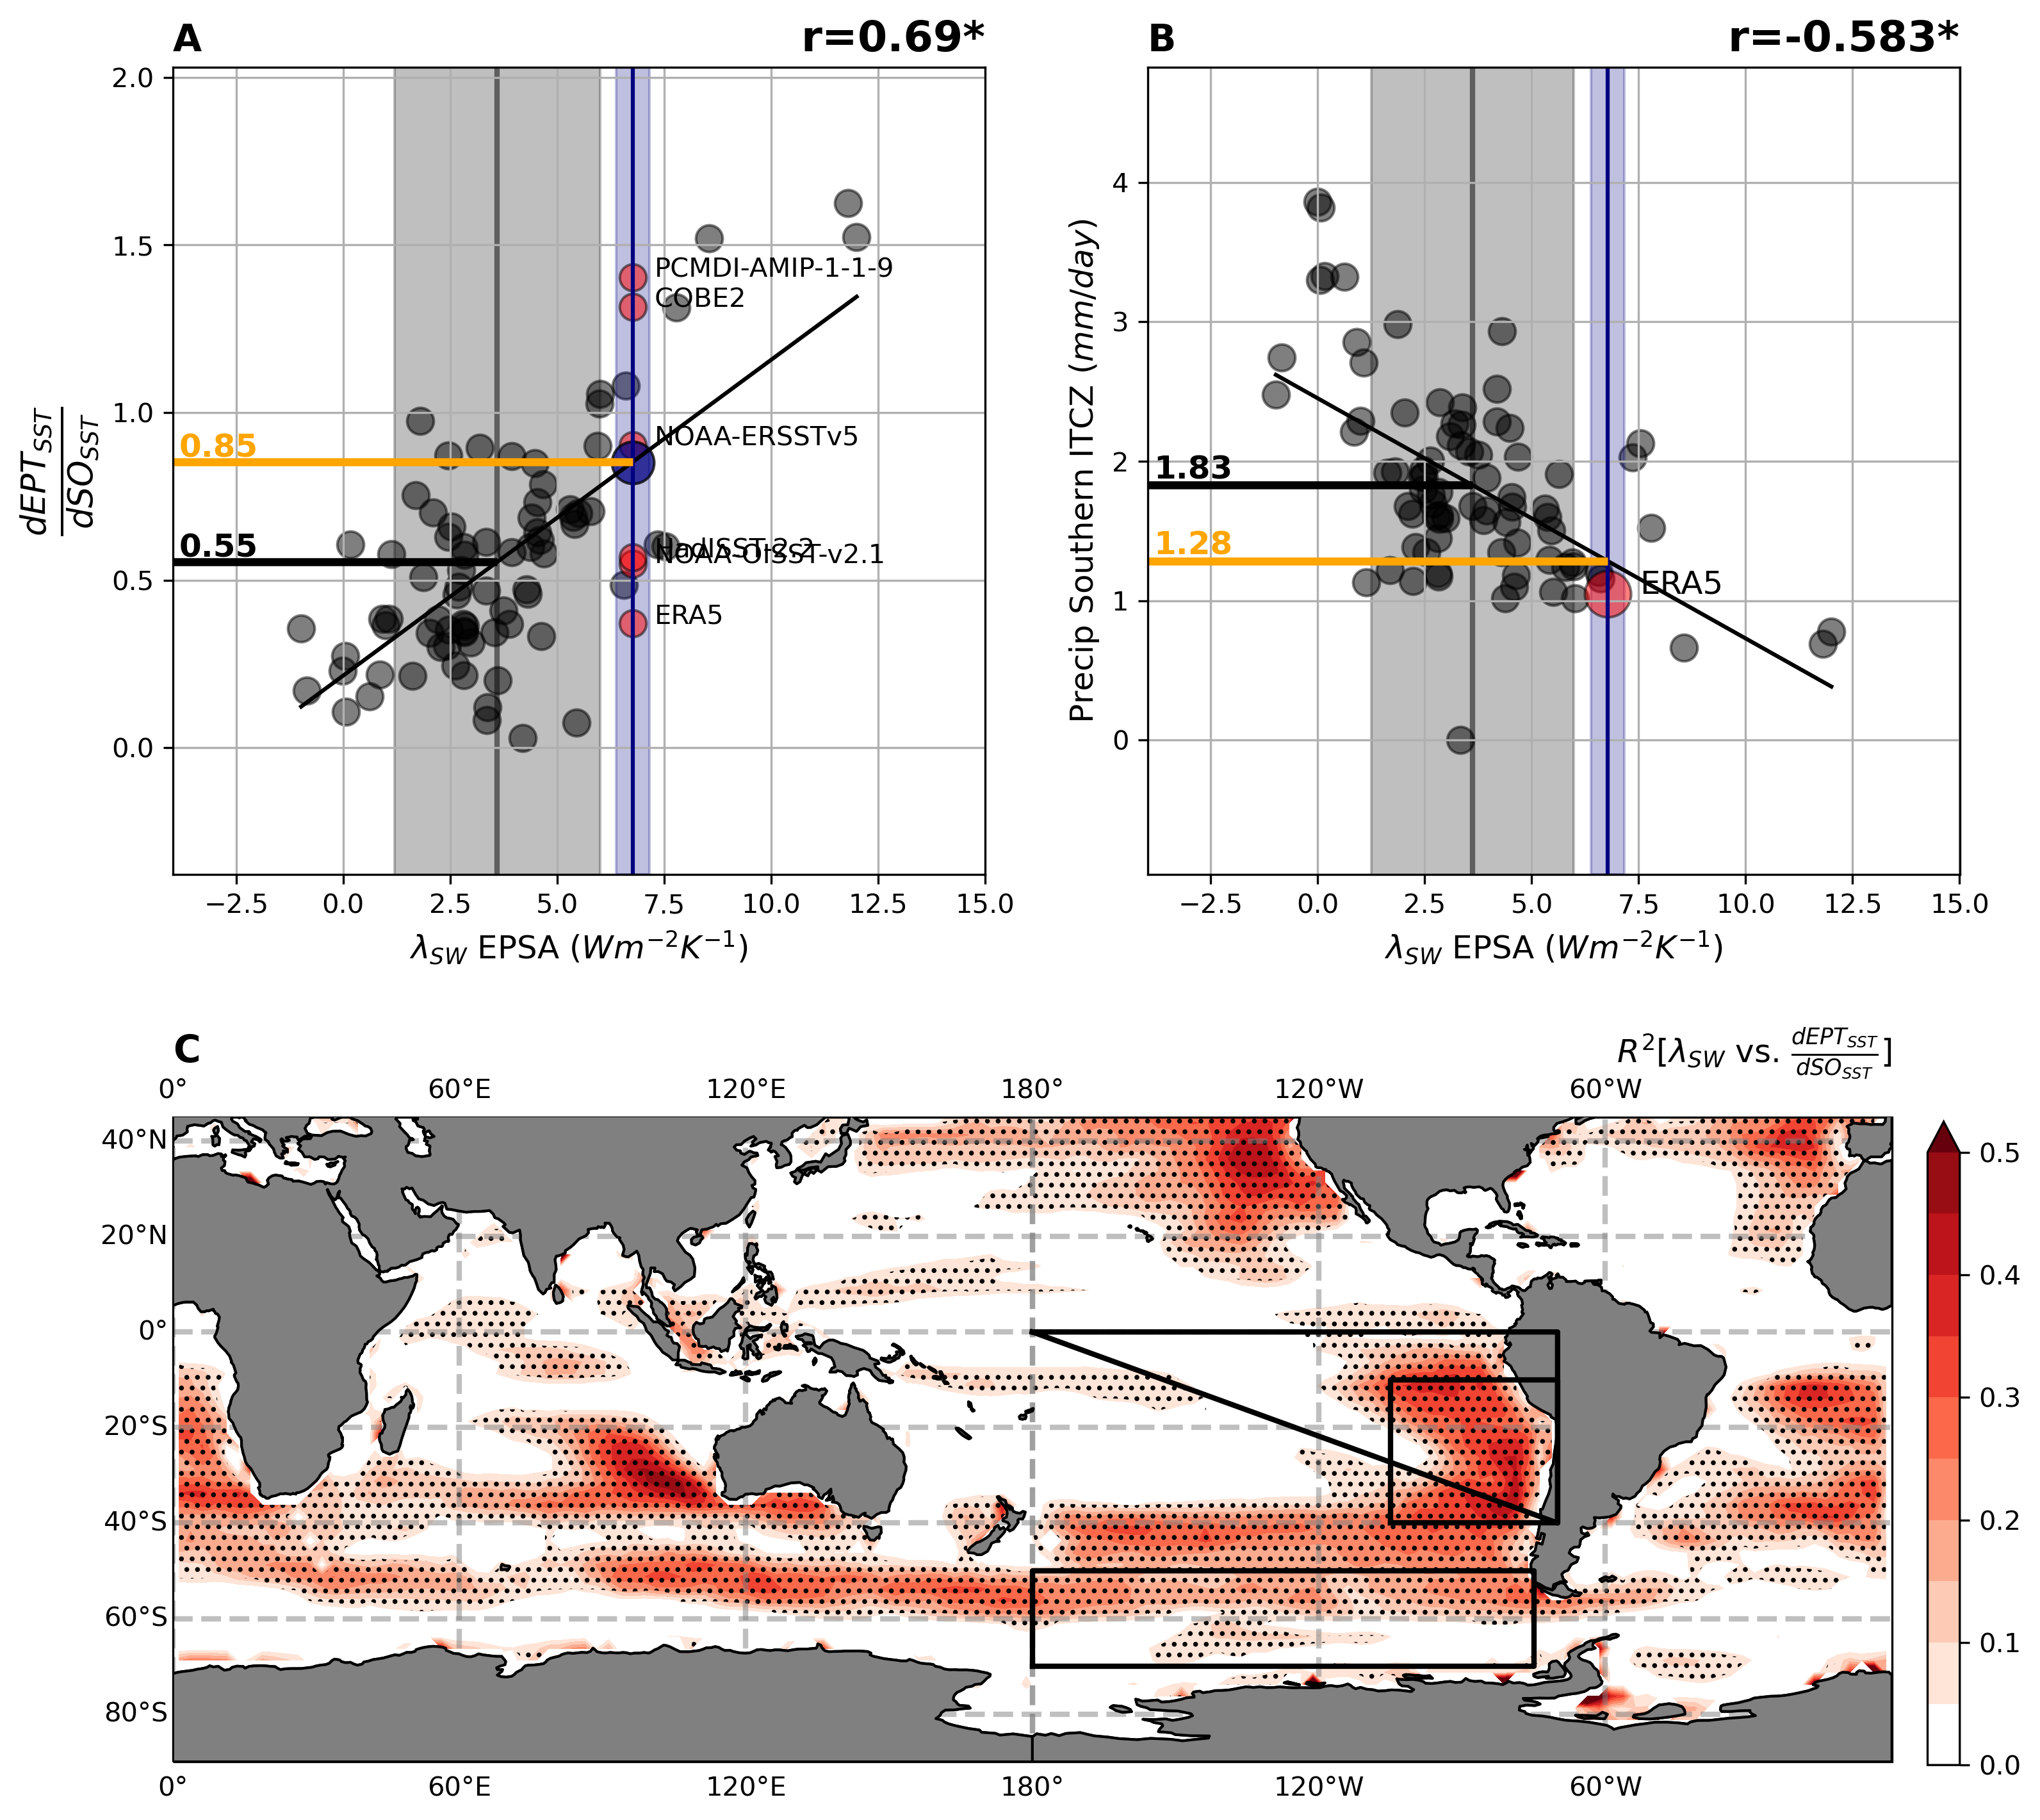 A
r=0.69*
2.0
1.5
1.0
0.5
0.0
dEPT_SST
dSO_SST
0.85
0.55
PCMDI-AMIP-1-1-9
COBE2
NOAA-ERSSTv5
HadISST-2-2
NOAA-OISST-v2.1
ERA5
−2.5 0.0 2.5 5.0 7.5 10.0 12.5 15.0
λ_SW EPSA (Wm⁻²K⁻¹)
B
r=-0.583*
4
3
2
1
0
Precip Southern ITCZ (mm/day)
1.83
1.28
ERA5
−2.5 0.0 2.5 5.0 7.5 10.0 12.5 15.0
λ_SW EPSA (Wm⁻²K⁻¹)
C
R²[λ_SW vs. dEPT_SST/dSO_SST]
0° 60°E 120°E 180° 120°W 60°W
40°N
20°N
0°
20°S
40°S
60°S
80°S
0° 60°E 120°E 180° 120°W 60°W
0.5
0.4
0.3
0.2
0.1
0.0